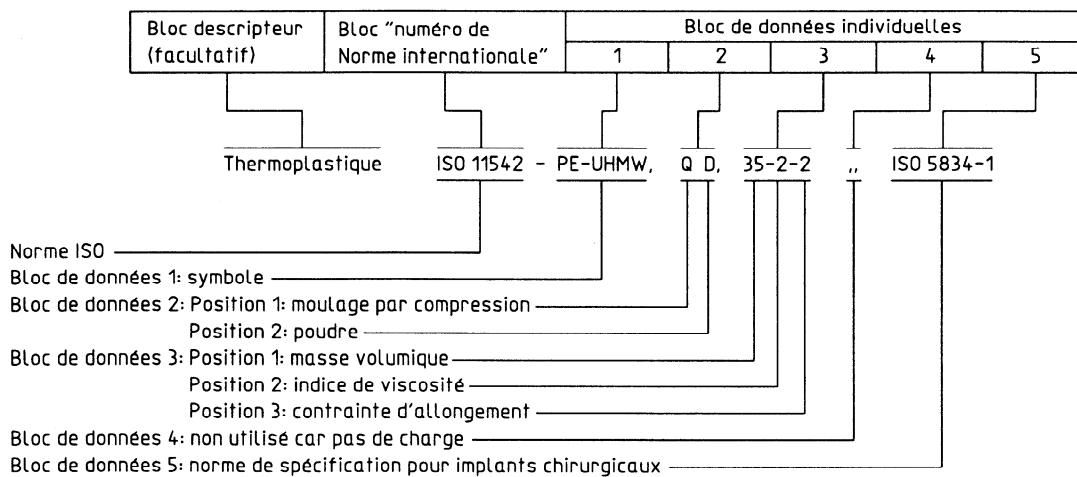 Bloc descripteur (facultatif)
Bloc "numéro de Norme internationale"
Bloc de données individuelles
1 2 3 4 5
Thermoplastique ISO 11542 - PE-UHMW, Q D, 35-2-2 ,, ISO 5834-1
Norme ISO
Bloc de données 1: symbole
Bloc de données 2: Position 1: moulage par compression
Position 2: poudre
Bloc de données 3: Position 1: masse volumique
Position 2: indice de viscosité
Position 3: contrainte d'allongement
Bloc de données 4: non utilisé car pas de charge
Bloc de données 5: norme de spécification pour implants chirurgicaux